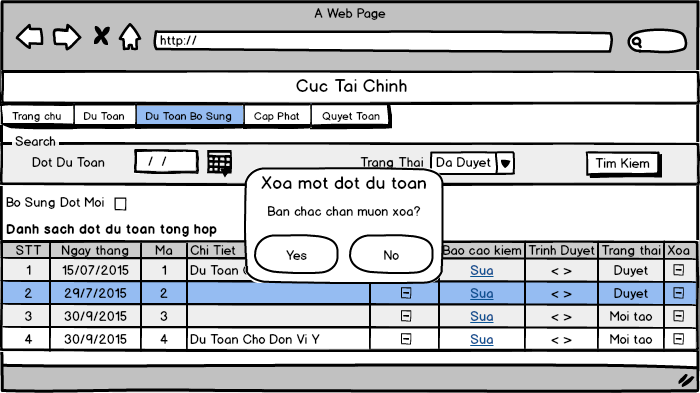 A Web Page
http://
Cuc Tai Chinh
Trang chu Du Toan Du Toan Bo Sung Cap Phat Quyet Toan
Search
Dot Du Toan / / Trang Thai Da Duyet Tim Kiem
Xoa mot dot du toan
Bo Sung Dot Moi
Ban chac chan muon xoa?
Danh sach dot du toan tong hop
Yes No
STT Ngay thang Ma Chi Tiet Bao cao kiem Trinh Duyet Trang thai Xoa
1 15/07/2015 1 Du Toan Sua < > Duyet
2 29/7/2015 2 Sua < > Duyet
3 30/9/2015 3 Sua < > Moi tao
4 30/9/2015 4 Du Toan Cho Don Vi Y Sua < > Moi tao